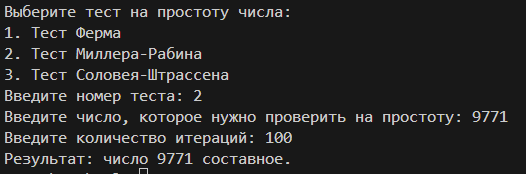 Выберите тест на простоту числа:
1. Тест Ферма
2. Тест Миллера-Рабина
3. Тест Соловея-Штрассена
Введите номер теста: 2
Введите число, которое нужно проверить на простоту: 9771
Введите количество итераций: 100
Результат: число 9771 составное.